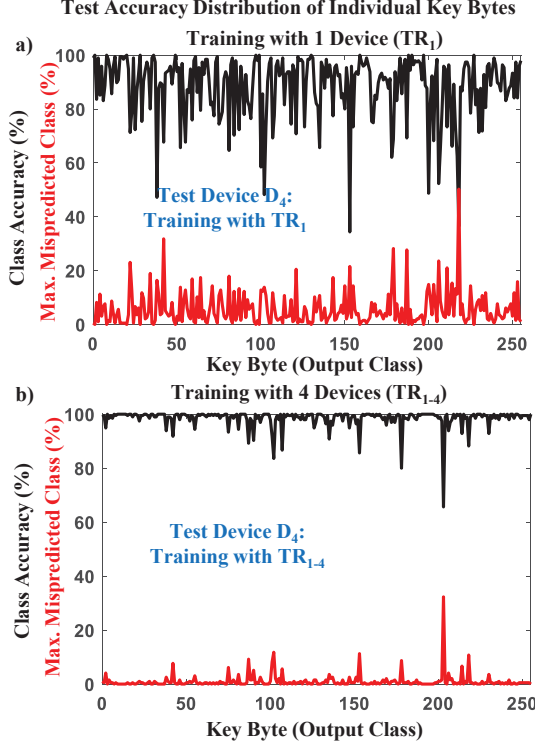 Test Accuracy Distribution of Individual Key Bytes
a)
Training with 1 Device (TR₁)
Class Accuracy (%)
Max. Mispredicted Class (%)
100
80
60
40
20
0
Test Device D₄:
Training with TR₁
0 50 100 150 200 250
Key Byte (Output Class)
b)
Training with 4 Devices (TR₁₋₄)
Class Accuracy (%)
Max. Mispredicted Class (%)
100
80
60
40
20
0
Test Device D₄:
Training with TR₁₋₄
0 50 100 150 200 250
Key Byte (Output Class)